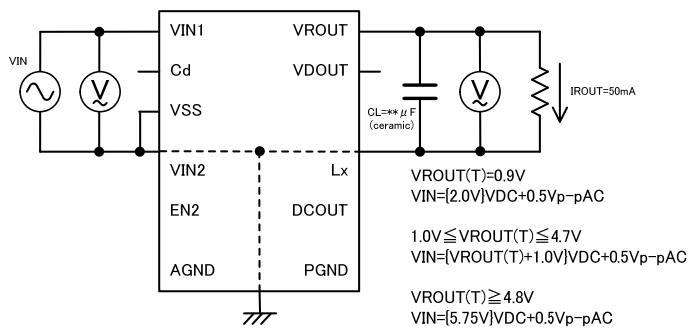 VIN1
VROUT
VIN
Cd
VDOUT
V
V
VSS
CL=**μF
(ceramic)
IROUT=50mA
VIN2
Lx
EN2
DCOUT
AGND
PGND
VROUT(T)=0.9V
VIN={2.0V}VDC+0.5Vp-pAC
1.0V≦VROUT(T)≦4.7V
VIN={VROUT(T)+1.0V}VDC+0.5Vp-pAC
VROUT(T)≧4.8V
VIN={5.75V}VDC+0.5Vp-pAC